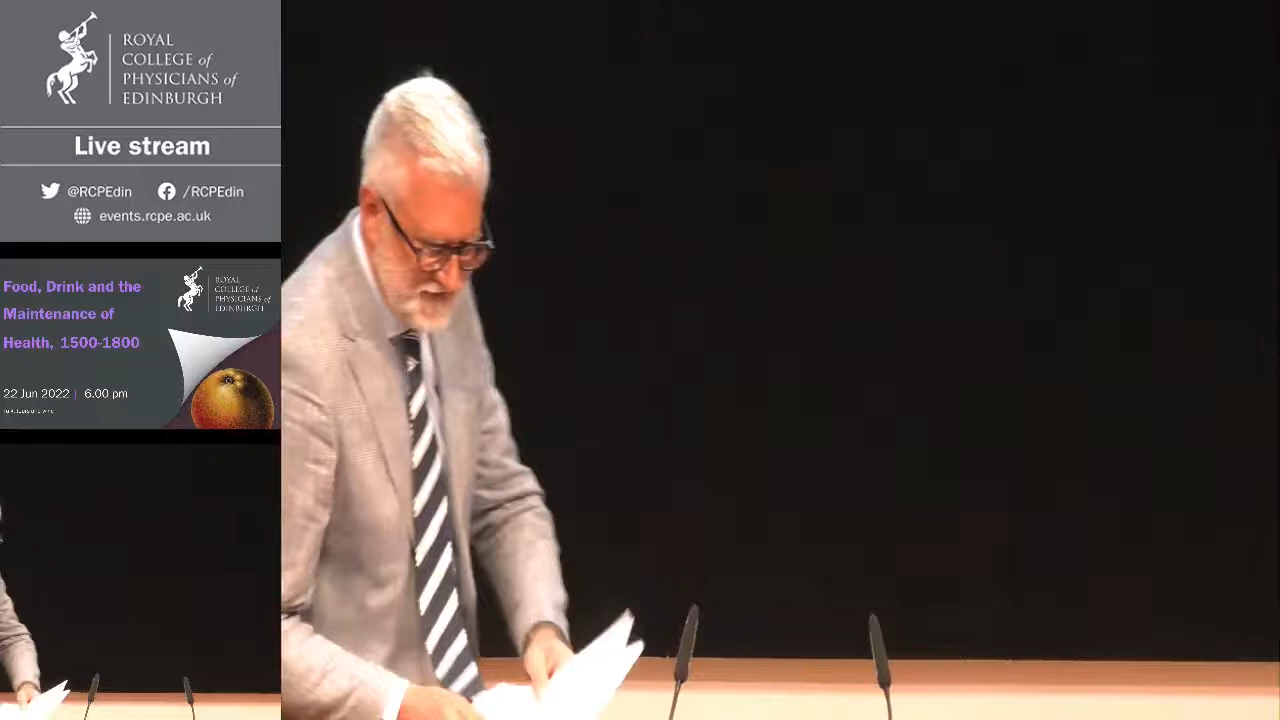 ROYAL
COLLEGE of
PHYSICIANS of
EDINBURGH
Live stream
@RCPEdin /RCPEdin
events.rcpe.ac.uk
Food, Drink and the
Maintenance of
Health, 1500-1800
ROYAL
COLLEGE of
PHYSICIANS of
EDINBURGH
22 Jun 2022 | 6.00 pm